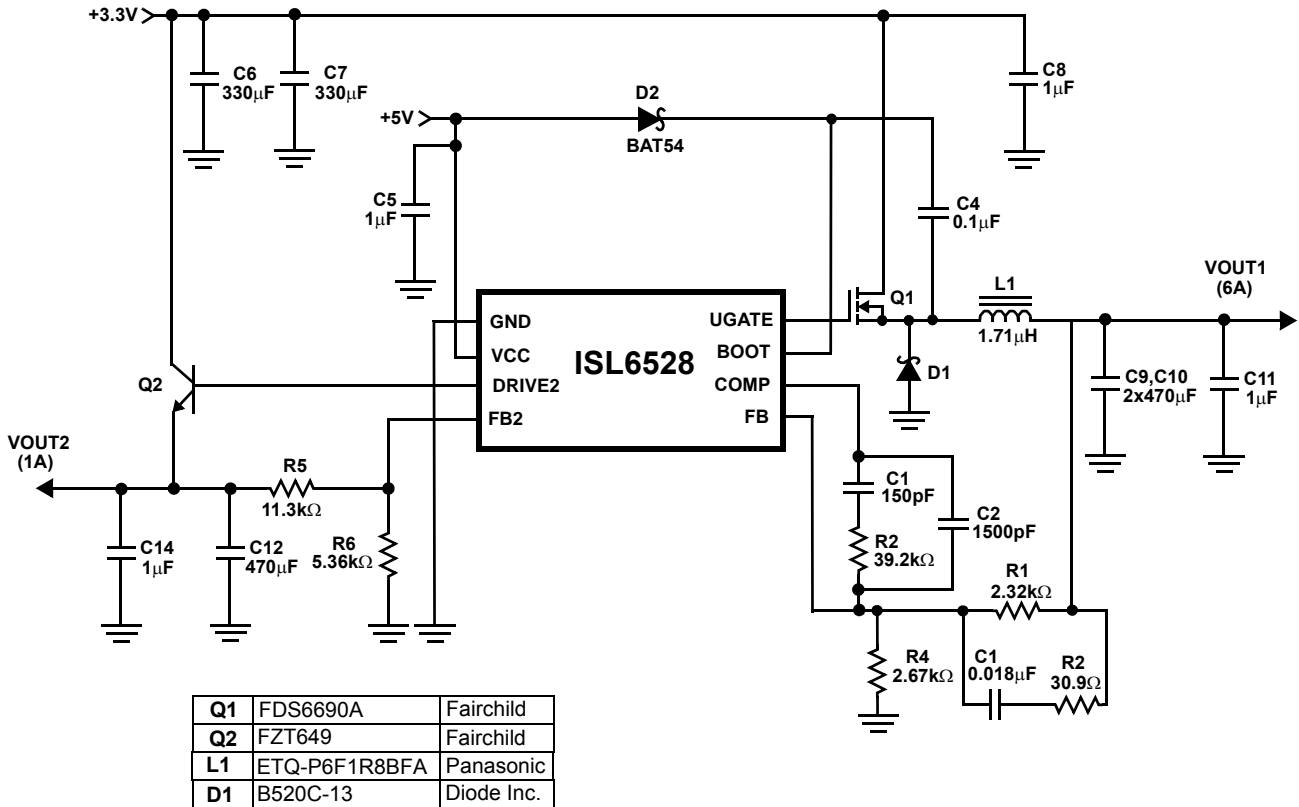 +3.3V
C6
330μF
C7
330μF
C8
1μF
+5V
D2
BAT54
C5
1μF
C4
0.1μF
Q1
L1
1.71μH
VOUT1
(6A)
GND
VCC
DRIVE2
FB2
ISL6528
UGATE
BOOT
COMP
FB
D1
C9,C10
2x470μF
C11
1μF
Q2
VOUT2
(1A)
R5
11.3kΩ
C14
1μF
C12
470μF
R6
5.36kΩ
C1
150pF
C2
1500pF
R2
39.2kΩ
R1
2.32kΩ
R4
2.67kΩ
C1
0.018μF
R2
30.9Ω
Q1 FDS6690A Fairchild
Q2 FZT649 Fairchild
L1 ETQ-P6F1R8BFA Panasonic
D1 B520C-13 Diode Inc.